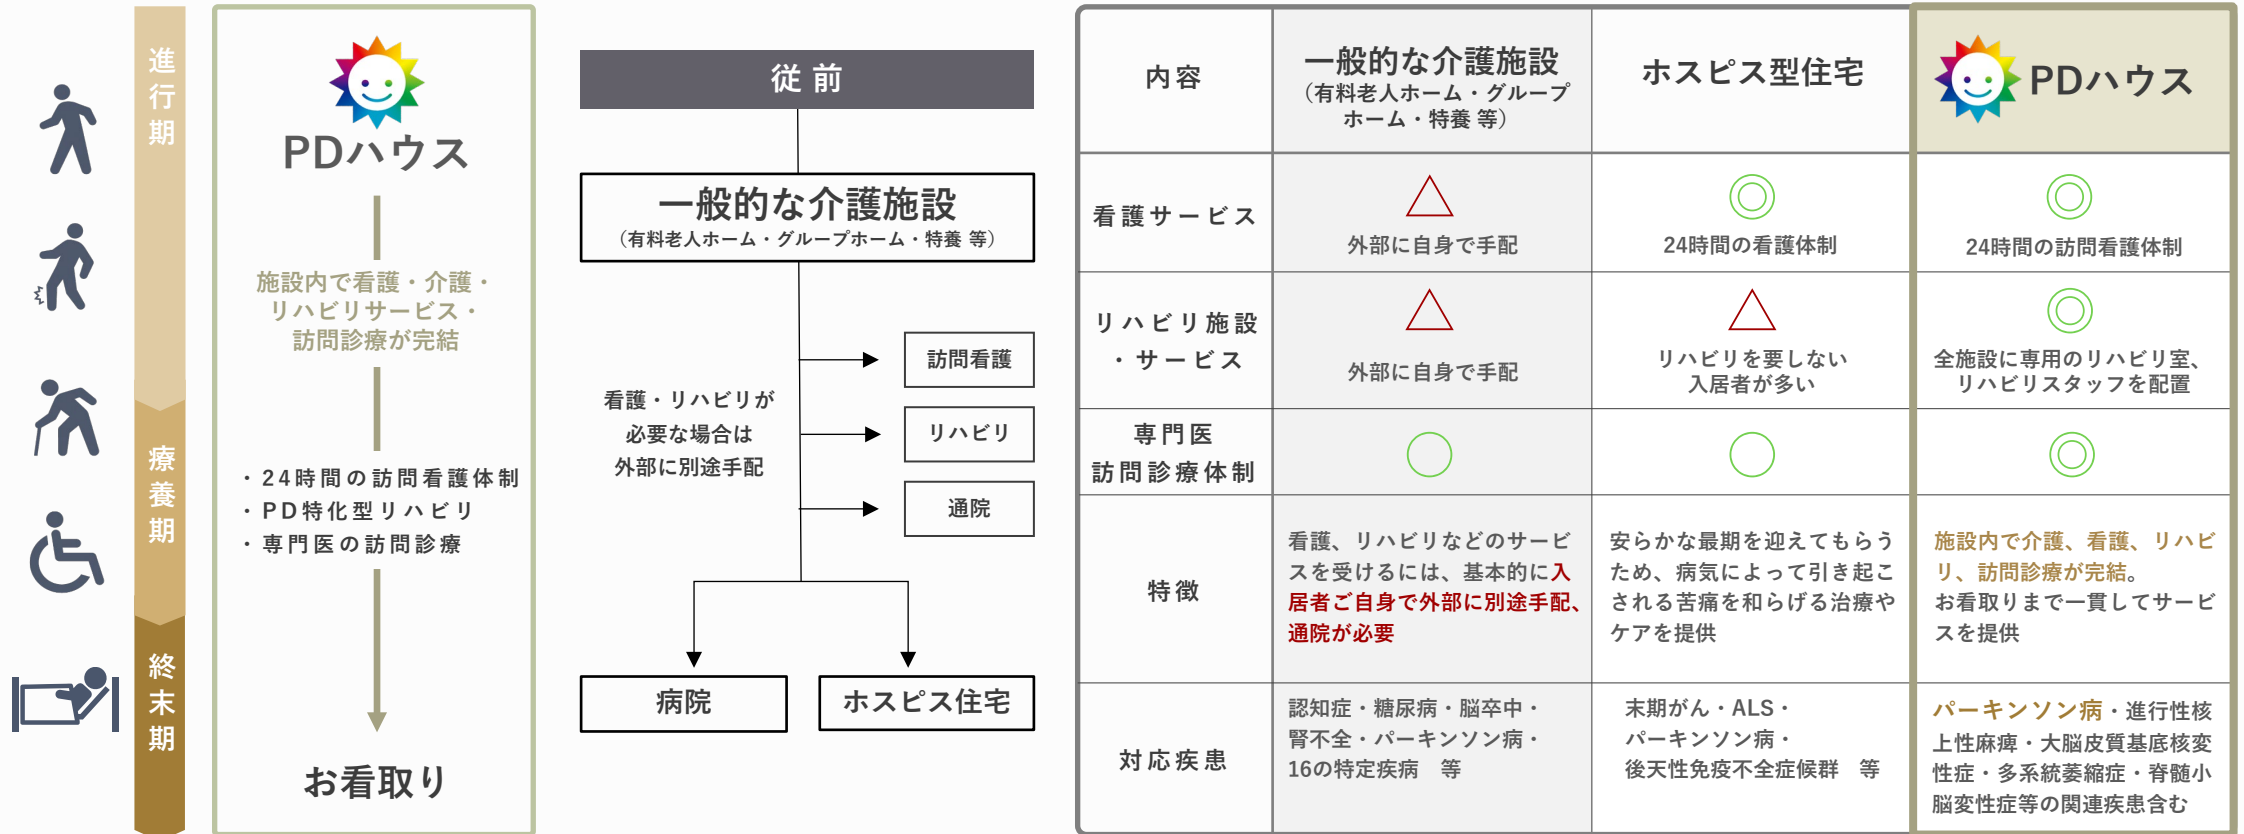 進行期
療養期
終末期
PDハウス
施設内で看護・介護・
リハビリサービス・
訪問診療が完結
・24時間の訪問看護体制
・PD特化型リハビリ
・専門医の訪問診療
お看取り
従前
一般的な介護施設
（有料老人ホーム・グループホーム・特養 等）
看護・リハビリが
必要な場合は
外部に別途手配
訪問看護
リハビリ
通院
病院
ホスピス住宅
内容
一般的な介護施設
（有料老人ホーム・グループ
ホーム・特養 等）
ホスピス型住宅
PDハウス
看護サービス
△
外部に自身で手配
◎
24時間の看護体制
◎
24時間の訪問看護体制
リハビリ施設
・サービス
△
外部に自身で手配
△
リハビリを要しない
入居者が多い
◎
全施設に専用のリハビリ室、
リハビリスタッフを配置
専門医
訪問診療体制
○
○
◎
特徴
看護、リハビリなどのサービ
スを受けるには、基本的に入
居者ご自身で外部に別途手配、
通院が必要
安らかな最期を迎えてもらう
ため、病気によって引き起こ
される苦痛を和らげる治療や
ケアを提供
施設内で介護、看護、リハビ
リ、訪問診療が完結。
お看取りまで一貫してサービ
スを提供
対応疾患
認知症・糖尿病・脳卒中・
腎不全・パーキンソン病・
16の特定疾病　等
末期がん・ALS・
パーキンソン病・
後天性免疫不全症候群　等
パーキンソン病・進行性核
上性麻痺・大脳皮質基底核変
性症・多系統萎縮症・脊髄小
脳変性症等の関連疾患含む